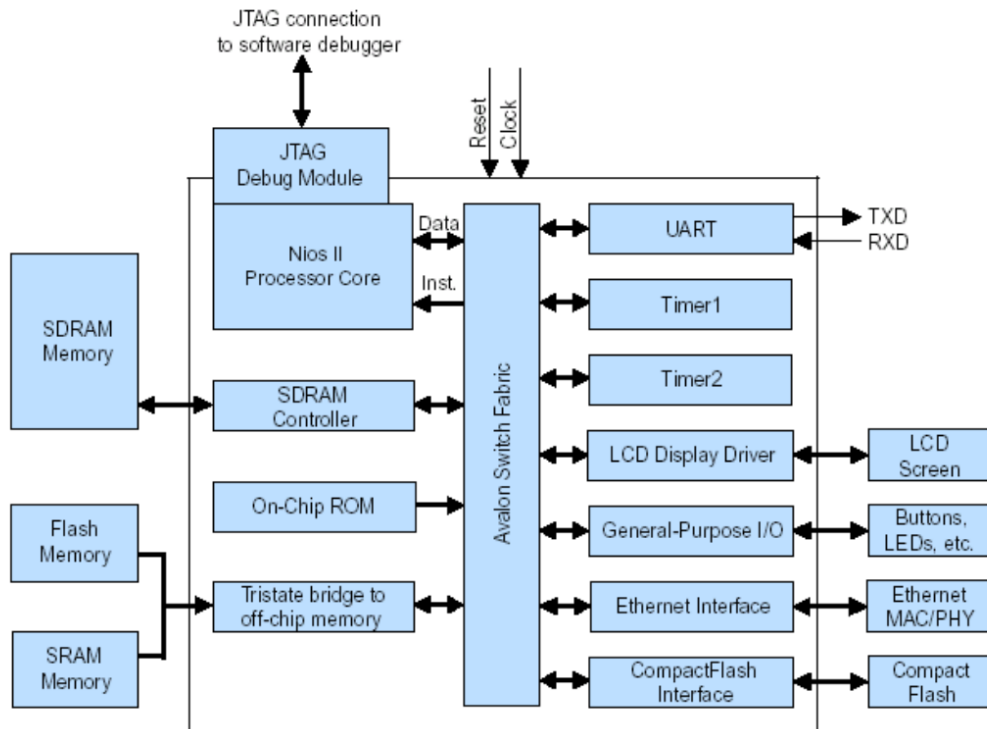 JTAG connection
to software debugger
Reset
Clock
JTAG
Debug Module
Nios II
Processor Core
Data
Inst.
SDRAM
Memory
SDRAM
Controller
On-Chip ROM
Flash
Memory
SRAM
Memory
Tristate bridge to
off-chip memory
Avalon Switch Fabric
UART
TXD
RXD
Timer1
Timer2
LCD Display Driver
LCD
Screen
General-Purpose I/O
Buttons,
LEDs, etc.
Ethernet Interface
Ethernet
MAC/PHY
CompactFlash
Interface
Compact
Flash